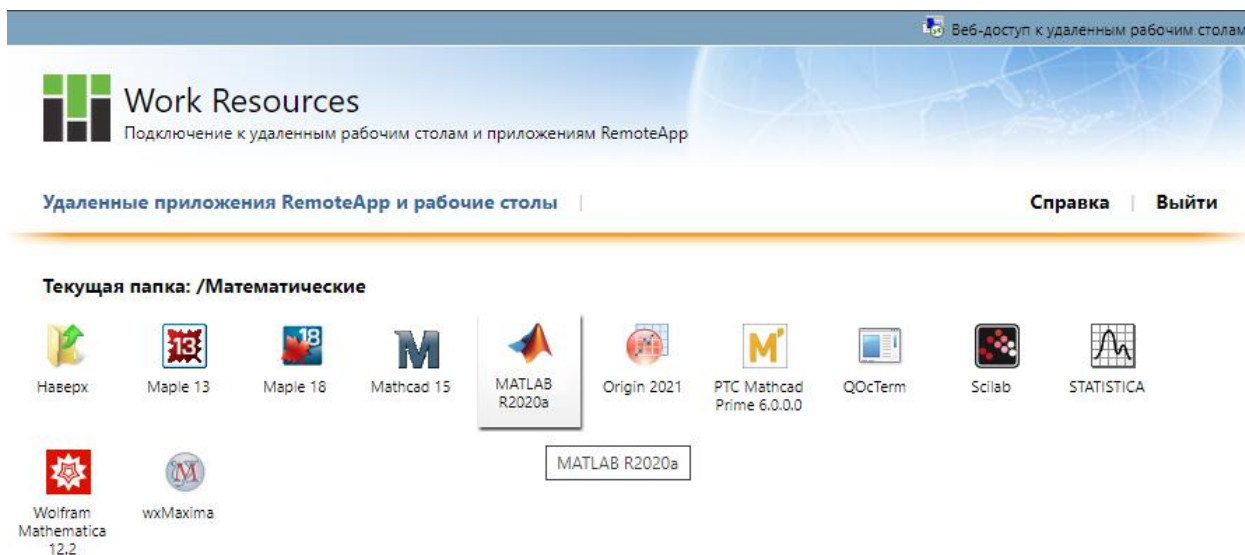 Веб-доступ к удаленным рабочим столам
Work Resources
Подключение к удаленным рабочим столам и приложениям RemoteApp
Удаленные приложения RemoteApp и рабочие столы
Справка | Выйти
Текущая папка: /Математические
13
18
Наверх
Maple 13
Maple 18
Mathcad 15
MATLAB
R2020a
Origin 2021
PTC Mathcad
Prime 6.0.0.0
QOcTerm
Scilab
STATISTICA
MATLAB R2020a
Wolfram
Mathematica
12.2
wxMaxima